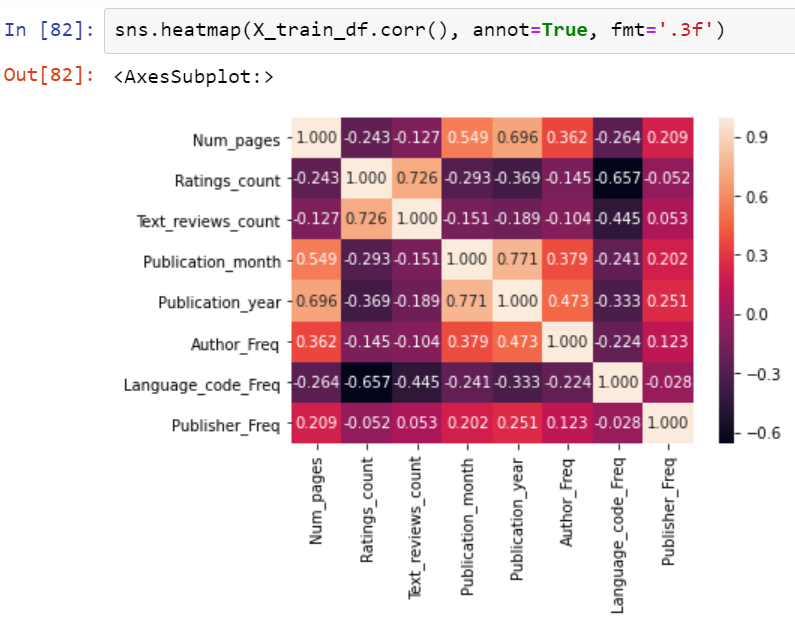 In [82]: sns.heatmap(X_train_df.corr(), annot=True, fmt='.3f')
Out[82]: <AxesSubplot:>
Num_pages 1.000 -0.243 -0.127 0.549 0.696 0.362 -0.264 0.209
Ratings_count -0.243 1.000 0.726 -0.293 -0.369 -0.145 -0.657 -0.052
Text_reviews_count -0.127 0.726 1.000 -0.151 -0.189 -0.104 -0.445 0.053
Publication_month 0.549 -0.293 -0.151 1.000 0.771 0.379 -0.241 0.202
Publication_year 0.696 -0.369 -0.189 0.771 1.000 0.473 -0.333 0.251
Author_Freq 0.362 -0.145 -0.104 0.379 0.473 1.000 -0.224 0.123
Language_code_Freq -0.264 -0.657 -0.445 -0.241 -0.333 -0.224 1.000 -0.028
Publisher_Freq 0.209 -0.052 0.053 0.202 0.251 0.123 -0.028 1.000
Num_pages
Ratings_count
Text_reviews_count
Publication_month
Publication_year
Author_Freq
Language_code_Freq
Publisher_Freq
0.9
0.6
0.3
0.0
−0.3
−0.6